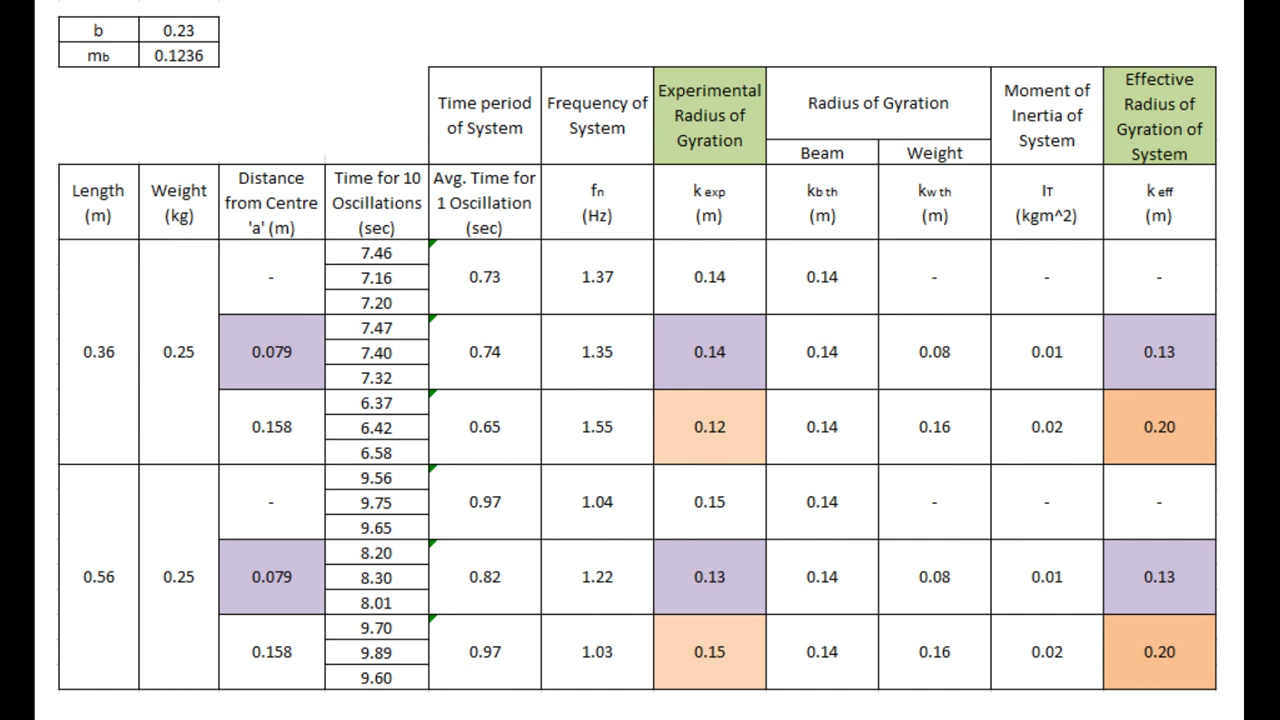 b 0.23
mb 0.1236
Time period of System Frequency of System Experimental Radius of Gyration Radius of Gyration Moment of Inertia of System Effective Radius of Gyration of System
Beam Weight
Length (m) Weight (kg) Distance from Centre 'a' (m) Time for 10 Oscillations (sec) Avg. Time for 1 Oscillation (sec) fn (Hz) k exp (m) kb th (m) kw th (m) IT (kgm^2) k eff (m)
7.46
0.36 0.25 - 7.16 0.73 1.37 0.14 0.14 - - -
7.20
7.47
0.079 7.40 0.74 1.35 0.14 0.14 0.08 0.01 0.13
7.32
6.37
0.158 6.42 0.65 1.55 0.12 0.14 0.16 0.02 0.20
6.58
9.56
0.56 0.25 - 9.75 0.97 1.04 0.15 0.14 - - -
9.65
8.20
0.079 8.30 0.82 1.22 0.13 0.14 0.08 0.01 0.13
8.01
9.70
0.158 9.89 0.97 1.03 0.15 0.14 0.16 0.02 0.20
9.60